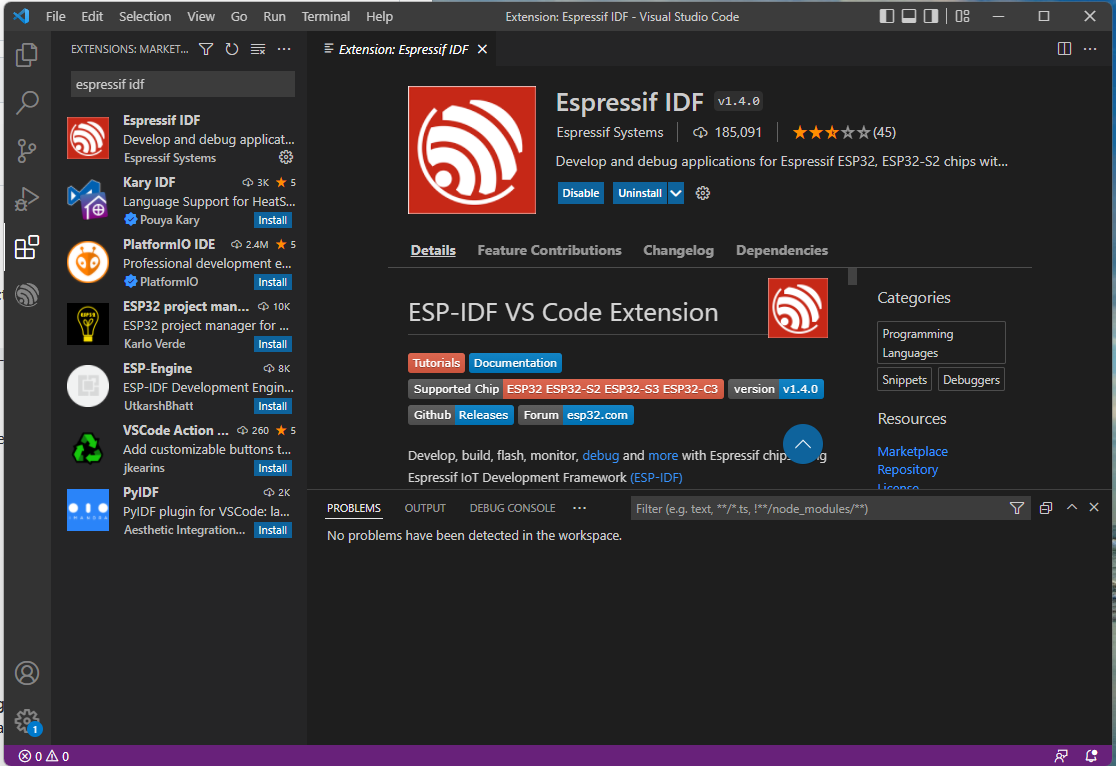 File Edit Selection View Go Run Terminal Help
Extension: Espressif IDF - Visual Studio Code
EXTENSIONS: MARKET...
espressif idf
Espressif IDF
Develop and debug applicat...
Espressif Systems
Kary IDF 3K 5
Language Support for HeatS...
Pouya Kary Install
PlatformIO IDE 2.4M 5
Professional development e...
PlatformIO Install
ESP32 project man... 10K
ESP32 project manager for ...
Karlo Verde Install
ESP-Engine 8K
ESP-IDF Development Engin...
UtkarshBhatt Install
VSCode Action ... 260 5
Add customizable buttons t...
jkearins Install
PyIDF 2K
PyIDF plugin for VSCode: la...
Aesthetic Integration... Install
Extension: Espressif IDF
Espressif IDF v1.4.0
Espressif Systems 185,091 (45)
Develop and debug applications for Espressif ESP32, ESP32-S2 chips wit...
Disable Uninstall
Details Feature Contributions Changelog Dependencies
ESP-IDF VS Code Extension
Tutorials Documentation
Supported Chip ESP32 ESP32-S2 ESP32-S3 ESP32-C3 version v1.4.0
Github Releases Forum esp32.com
Develop, build, flash, monitor, debug and more with Espressif chips
Espressif IoT Development Framework (ESP-IDF)
Categories
Programming
Languages
Snippets Debuggers
Resources
Marketplace
Repository
License
PROBLEMS OUTPUT DEBUG CONSOLE ...
Filter (e.g. text, **/*.ts, !**/node_modules/**)
No problems have been detected in the workspace.
1
0 0